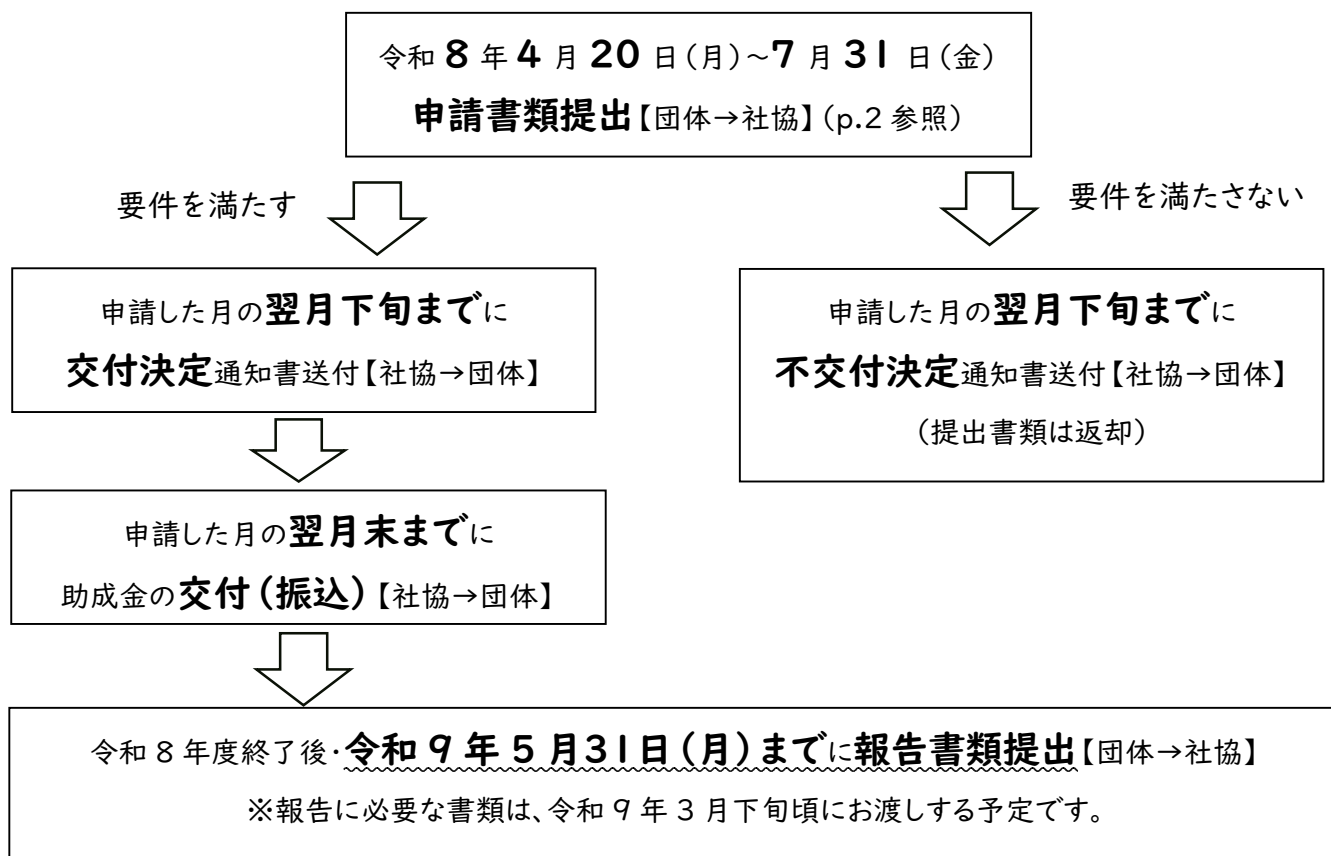 令和8年4月20日(月)~7月31日(金)
申請書類提出【団体→社協】(p.2参照)
要件を満たす
要件を満たさない
申請した月の翌月下旬までに
交付決定通知書送付【社協→団体】
申請した月の翌月下旬までに
不交付決定通知書送付【社協→団体】
(提出書類は返却)
申請した月の翌月末までに
助成金の交付(振込)【社協→団体】
令和8年度終了後・令和9年5月31日(月)までに報告書類提出【団体→社協】
※報告に必要な書類は、令和9年3月下旬頃にお渡しする予定です。